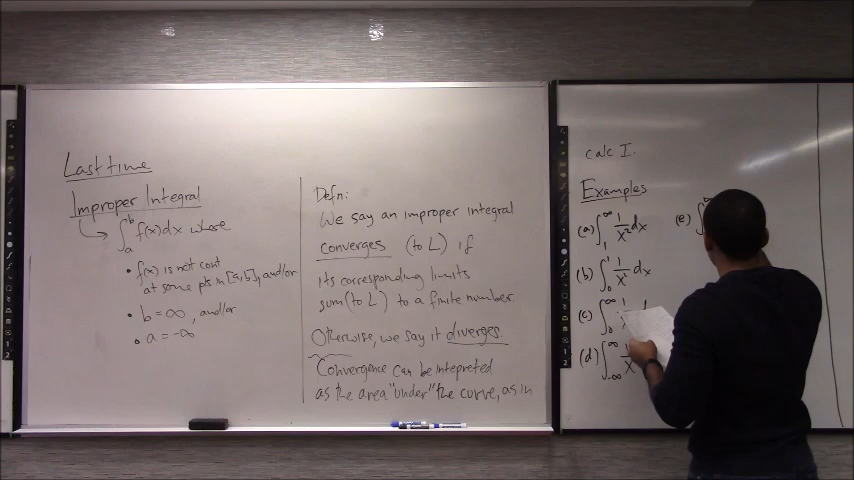 Last time
Improper Integral
∫_a^b f(x)dx where
• f(x) is not cont
at some pts in [a,b], and/or
• b = ∞, and/or
• a = -∞
Defn:
We say an improper integral
converges (to L) if
its corresponding limits
sum (to L) to a finite number.
Otherwise, we say it diverges.
Convergence can be intepreted
as the area "under" the curve, as in
calc I.
Examples
(a) ∫_1^∞ 1/x² dx
(b) ∫_0^1 1/x² dx
(c) ∫_0^∞
(d) ∫_{-∞}^∞
(e) ∫